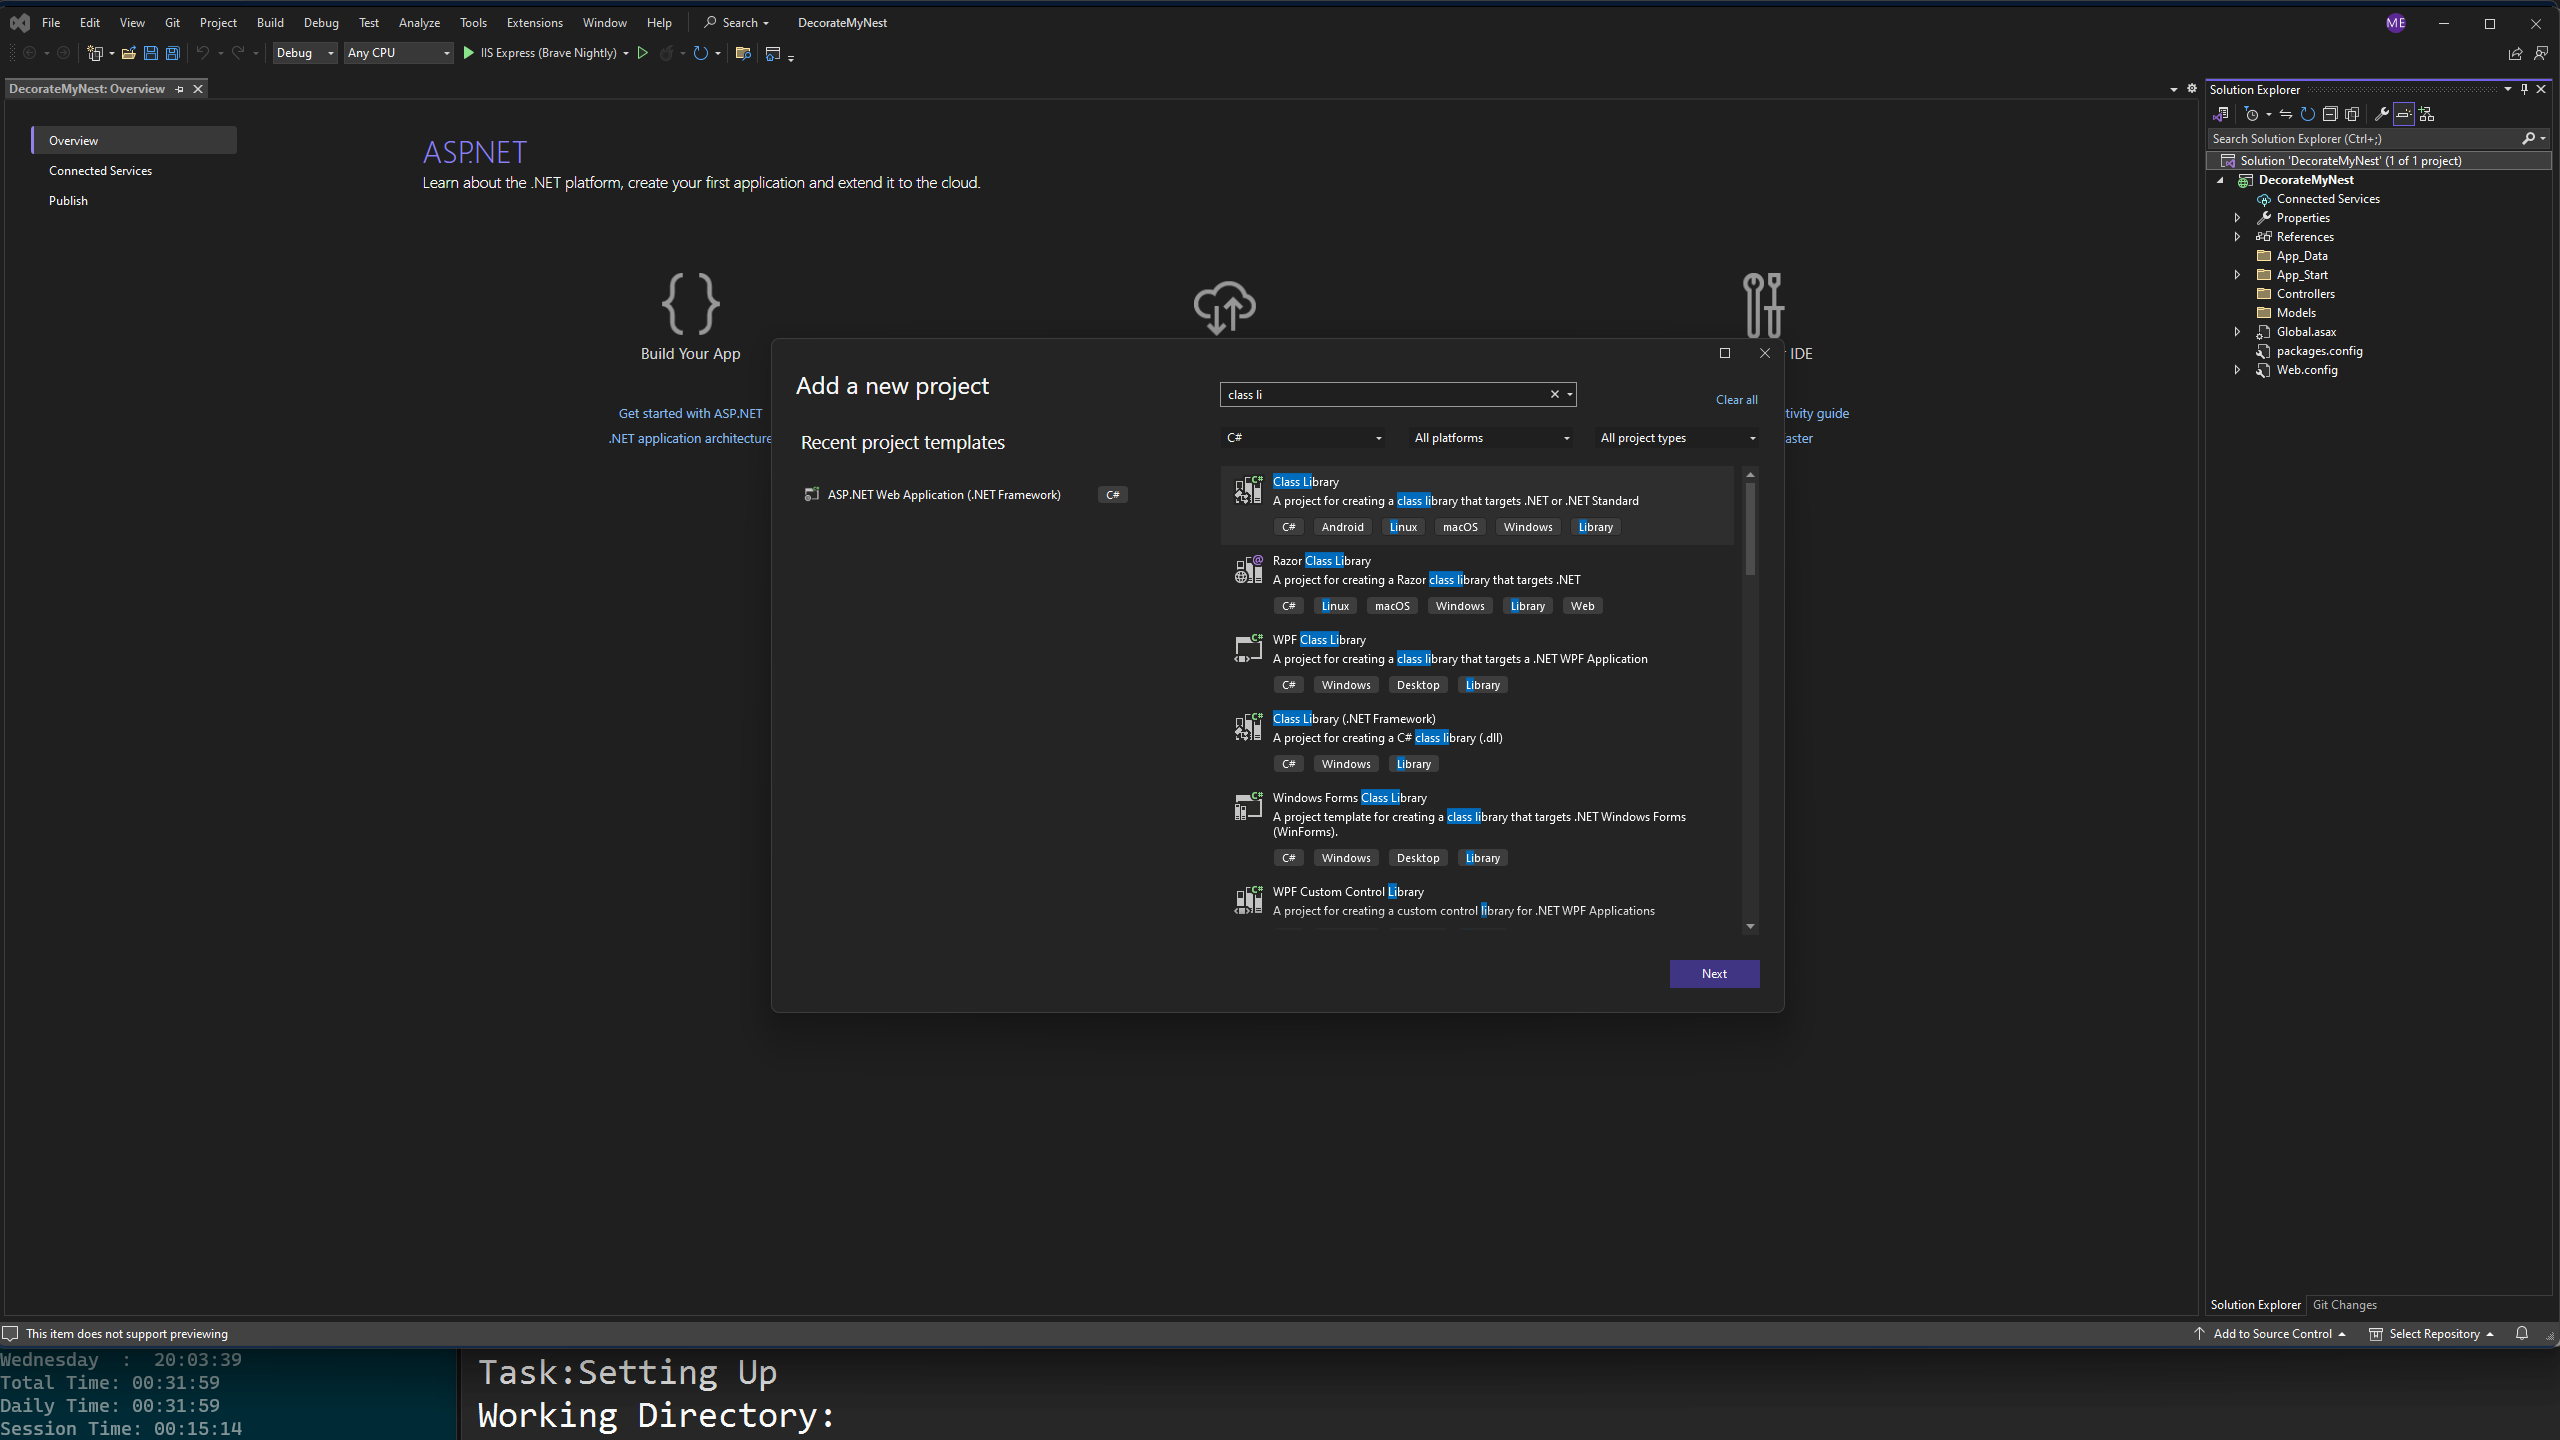 File Edit View Git Project Build Debug Test Analyze Tools Extensions Window Help Search DecorateMyNest ME
Debug Any CPU IIS Express (Brave Nightly)
DecorateMyNest: Overview
Overview
Connected Services
Publish
ASP.NET
Learn about the .NET platform, create your first application and extend it to the cloud.
Build Your App
IDE
Get started with ASP.NET
.NET application architecture
tivity guide
aster
Add a new project
class li
Clear all
C# All platforms All project types
Recent project templates
ASP.NET Web Application (.NET Framework) C#
Class Library
A project for creating a class library that targets .NET or .NET Standard
C# Android Linux macOS Windows Library
Razor Class Library
A project for creating a Razor class library that targets .NET
C# Linux macOS Windows Library Web
WPF Class Library
A project for creating a class library that targets a .NET WPF Application
C# Windows Desktop Library
Class Library (.NET Framework)
A project for creating a C# class library (.dll)
C# Windows Library
Windows Forms Class Library
A project template for creating a class library that targets .NET Windows Forms
(WinForms).
C# Windows Desktop Library
WPF Custom Control Library
A project for creating a custom control library for .NET WPF Applications
Next
Solution Explorer
Search Solution Explorer (Ctrl+;)
Solution 'DecorateMyNest' (1 of 1 project)
DecorateMyNest
Connected Services
Properties
References
App_Data
App_Start
Controllers
Models
Global.asax
packages.config
Web.config
Solution Explorer Git Changes
This item does not support previewing
Add to Source Control Select Repository
Wednesday : 20:03:39
Total Time: 00:31:59
Daily Time: 00:31:59
Session Time: 00:15:14
Task:Setting Up
Working Directory: